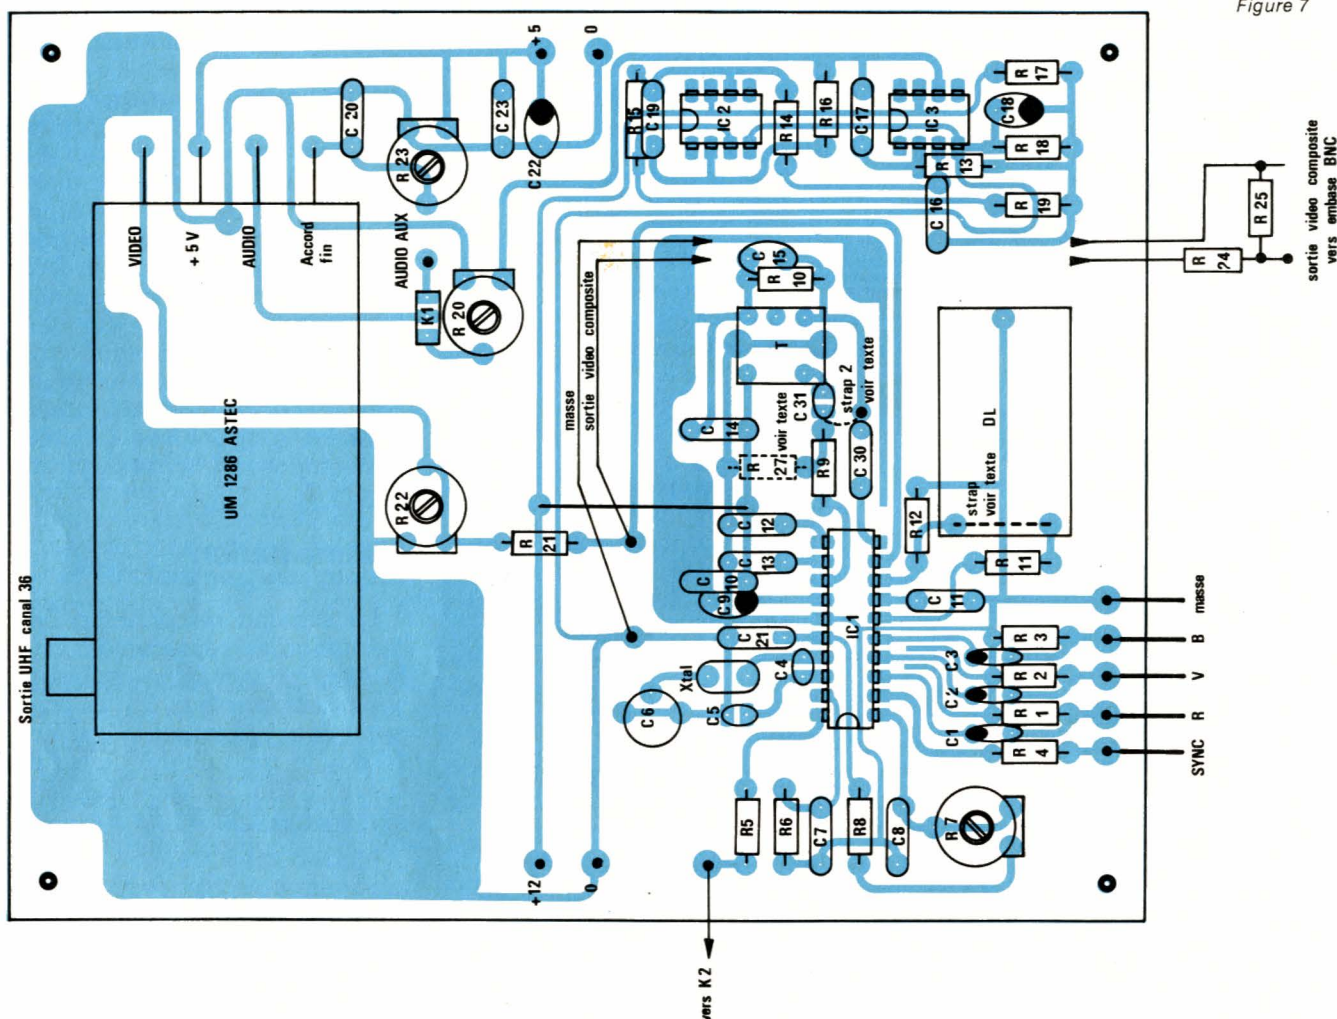 Figure 7
Sortie UHF canal 36
UM 1286 ASTEC
VIDEO
+ 5 V
AUDIO
Accord
fin
AUDIO AUX
K1
R 20
R 22
R 23
C 20
C 23
C 22
+ 5
0
R 15
C 19
IC 2
R 14
R 16
C 17
IC 3
R 17
C 18
R 18
R 13
C 16
R 19
R 25
R 24
sortie video composite
vers embase BNC
masse
sortie video composite
C 15
R 10
T
C 14
R 27
voir texte
C 31
strap 2
voir texte
R 9
C 30
R 21
C 12
C 13
C 10
C 9
C 21
IC 1
Xtal
C 6
C 5
C 4
R 12
strap
voir texte
DL
R 11
C 11
R 3
C 3
R 2
C 2
R 1
C 1
R 4
masse
B
V
R
SYNC
+12
0
R5
R6
C7
R8
C8
R 7
vers K 2